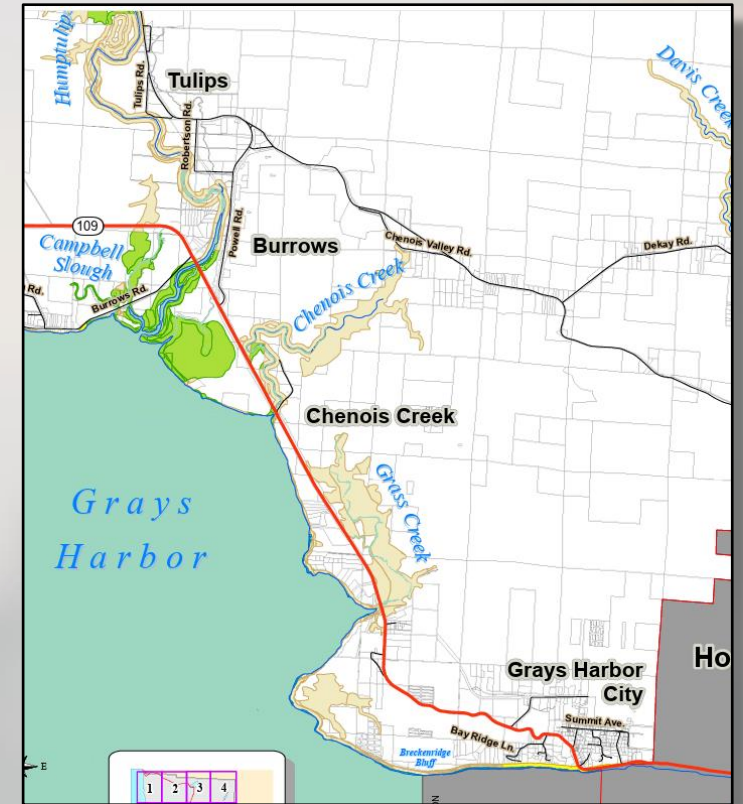 Humptulip
Tulips Rd.
Tulips
Robertson Rd.
Davis Creek
109
Powell Rd.
Burrows
Chenois Valley Rd.
Dekay Rd.
Campbell
Slough
Rd.
Burrows Rd.
Chenois Creek
Chenois Creek
Grass Creek
Grays
Harbor
Ho
Grays Harbor
City
Summit Ave.
Bay Ridge Ln.
Breckenridge
Bluff
E
1 2 3 4